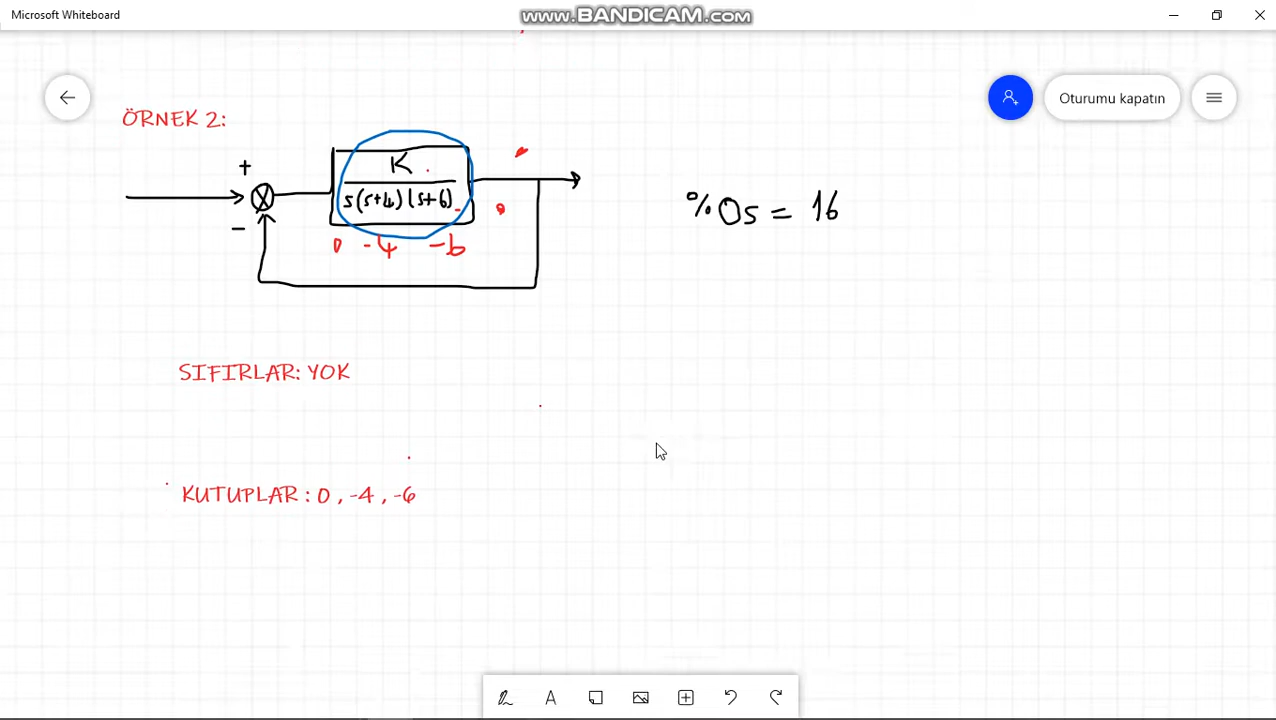 Microsoft Whiteboard
www.BANDICAM.com
Oturumu kapatın
ÖRNEK 2:
+
K
s(s+4)(s+6)
-
0 -4 -6
%Os = 16
SIFIRLAR: YOK
KUTUPLAR : 0 , -4 , -6
A